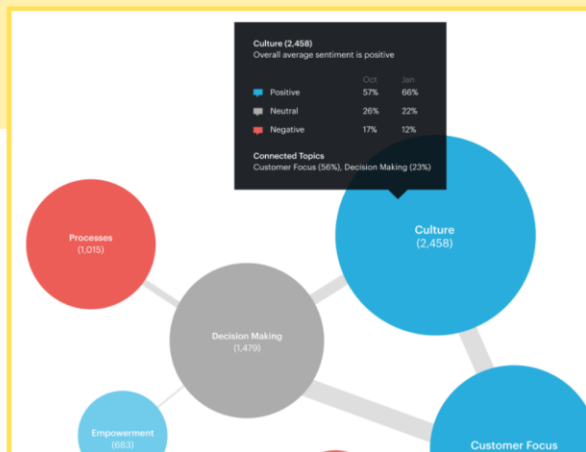 Culture (2,458)
Overall average sentiment is positive
Oct Jan
Positive 57% 66%
Neutral 26% 22%
Negative 17% 12%
Connected Topics
Customer Focus (56%), Decision Making (23%)
Culture
(2,458)
Processes
(1,015)
Decision Making
(1,479)
Empowerment
(683)
Customer Focus